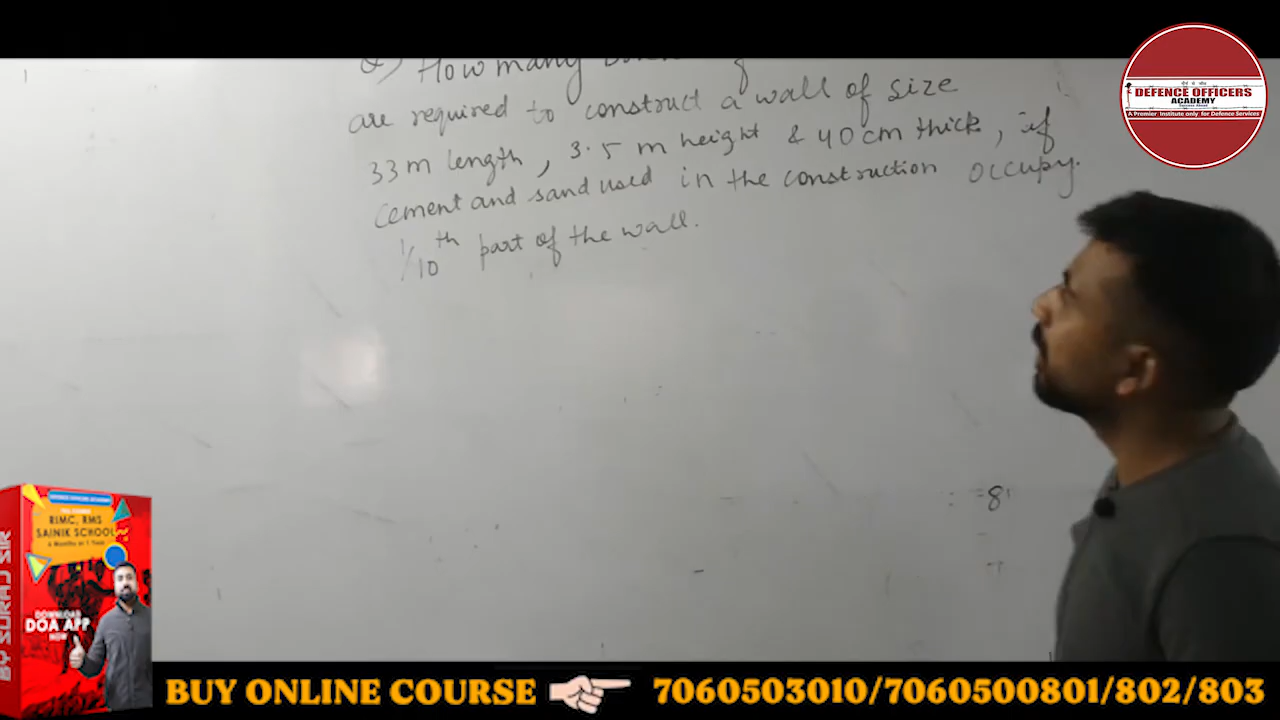 Q) How many
are required to construct a wall of size
33 m length, 3.5 m height & 40 cm thick, if
cement and sand used in the construction occupy.
1/10th part of the wall.
8
DEFENCE OFFICERS
ACADEMY
A Premier Institute only for Defence Services
RIMC, RMS
SAINIK SCHOOL
DOWNLOAD
DOA APP
NOW
BY SURAJ SIR
BUY ONLINE COURSE 7060503010/7060500801/802/803